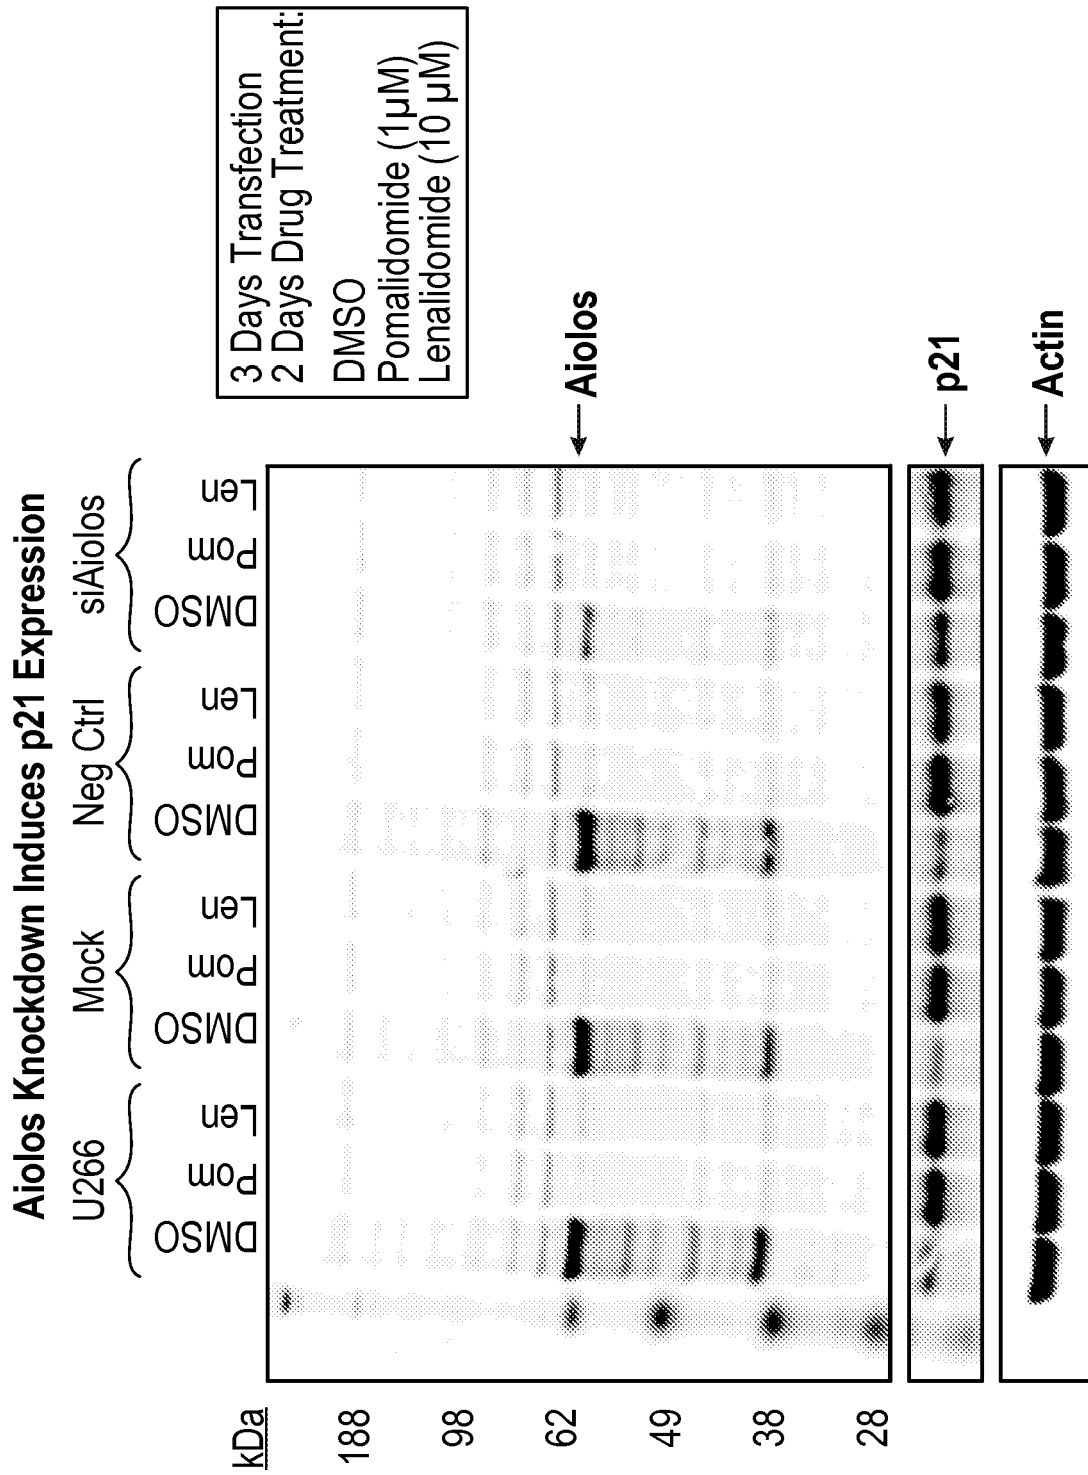 Aiolos Knockdown Induces p21 Expression
U266 Mock Neg Ctrl siAiolos
DMSO Pom Len DMSO Pom Len DMSO Pom Len DMSO Pom Len
kDa
188
98
62
49
38
28
3 Days Transfection
2 Days Drug Treatment:
DMSO
Pomalidomide (1µM)
Lenalidomide (10 µM)
Aiolos
p21
Actin